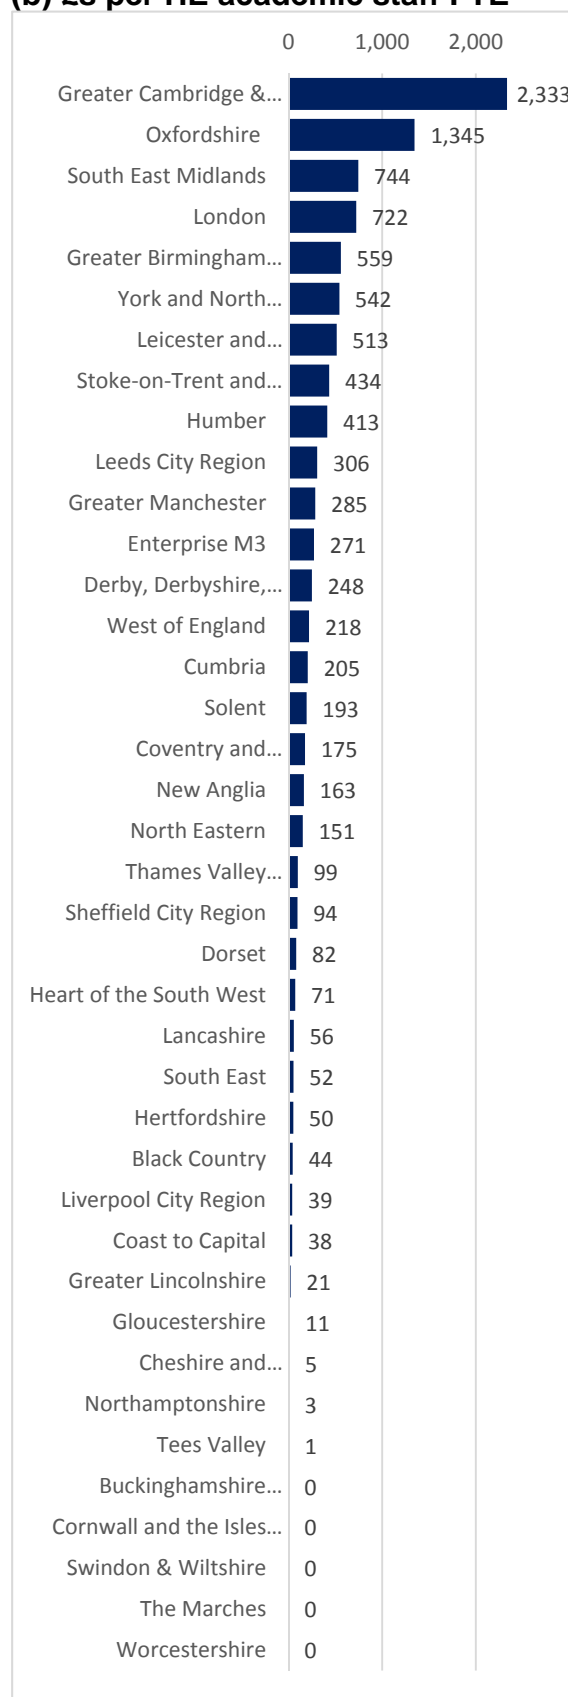 (b) £s per HE academic staff FTE
0 1,000 2,000
Greater Cambridge &... 2,333
Oxfordshire 1,345
South East Midlands 744
London 722
Greater Birmingham... 559
York and North... 542
Leicester and... 513
Stoke-on-Trent and... 434
Humber 413
Leeds City Region 306
Greater Manchester 285
Enterprise M3 271
Derby, Derbyshire,... 248
West of England 218
Cumbria 205
Solent 193
Coventry and... 175
New Anglia 163
North Eastern 151
Thames Valley... 99
Sheffield City Region 94
Dorset 82
Heart of the South West 71
Lancashire 56
South East 52
Hertfordshire 50
Black Country 44
Liverpool City Region 39
Coast to Capital 38
Greater Lincolnshire 21
Gloucestershire 11
Cheshire and... 5
Northamptonshire 3
Tees Valley 1
Buckinghamshire... 0
Cornwall and the Isles... 0
Swindon & Wiltshire 0
The Marches 0
Worcestershire 0